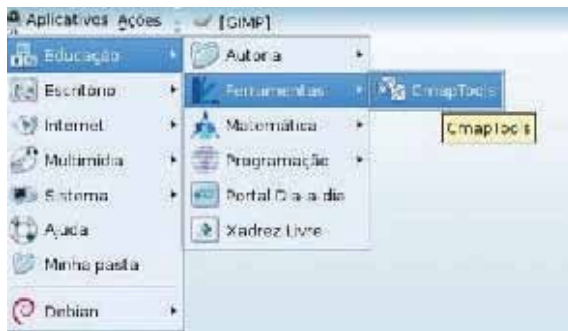 Aplicativos Ações [GIMP]
Educação
Escritório
Internet
Multimídia
Sistema
Ajuda
Minha pasta
Debian
Autoria
Ferramentas
Matemática
Programação
Portal Dia-a-dia
Xadrez Livre
CmapTools
CmapTools